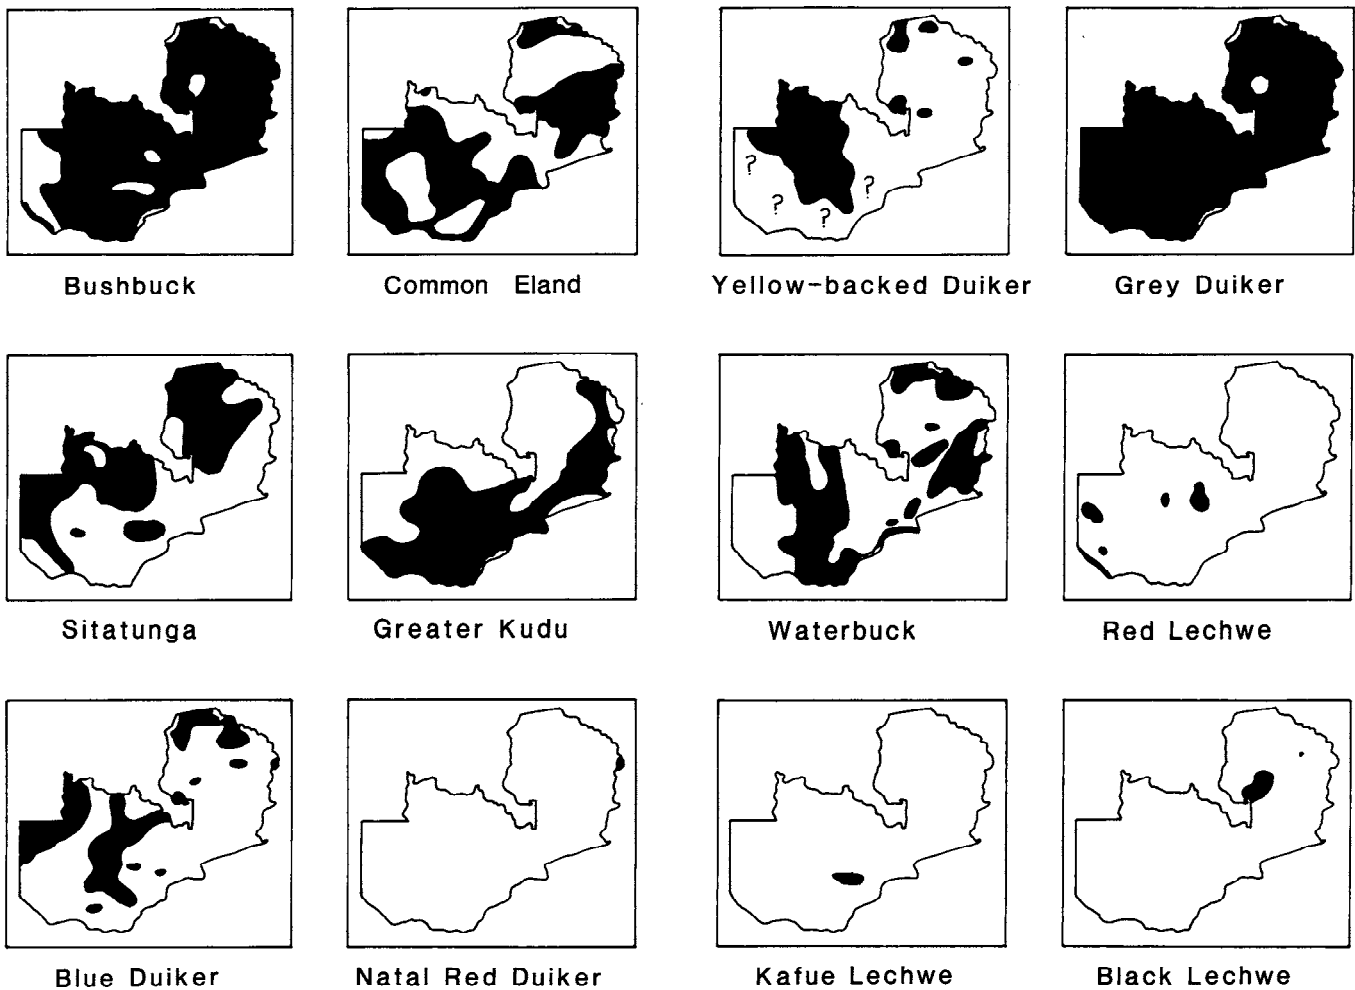 ? ? ? ?
Bushbuck Common Eland Yellow-backed Duiker Grey Duiker
Sitatunga Greater Kudu Waterbuck Red Lechwe
Blue Duiker Natal Red Duiker Kafue Lechwe Black Lechwe